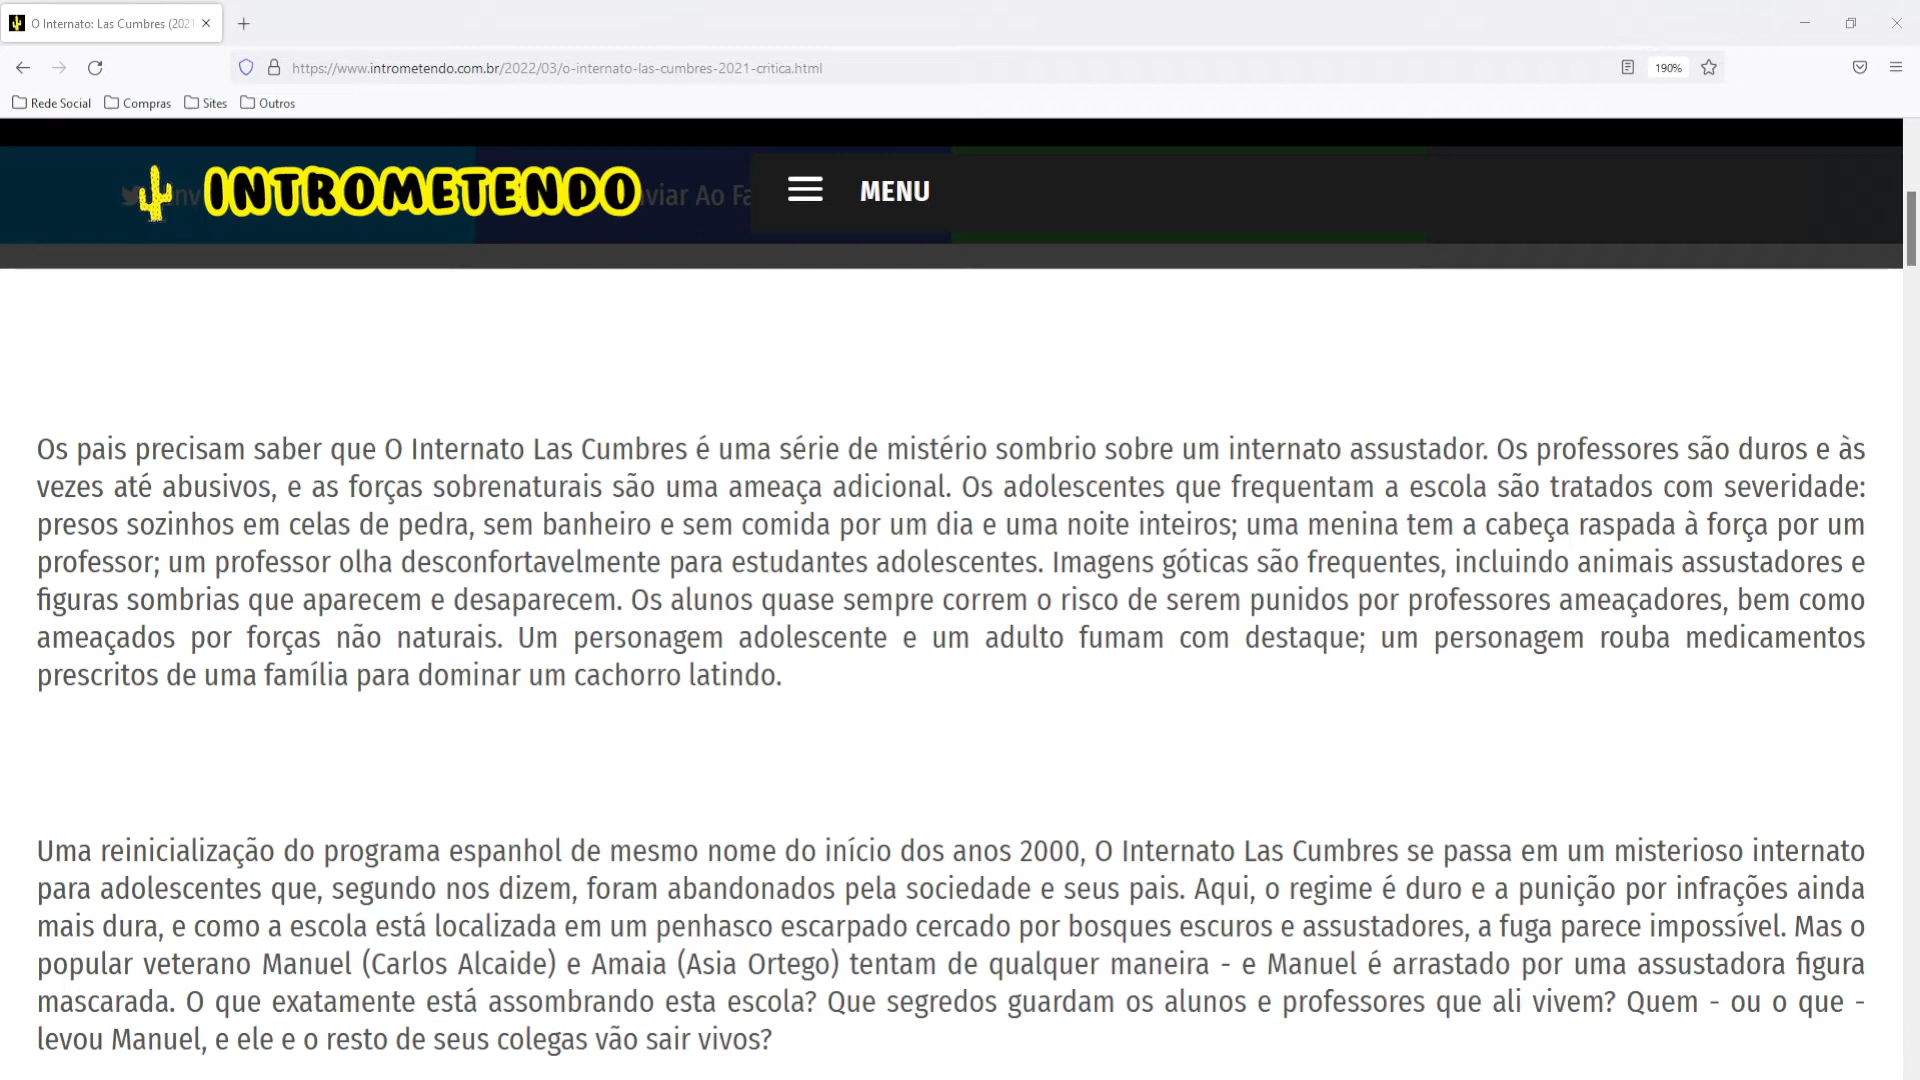 O Internato: Las Cumbres (2021
https://www.intrometendo.com.br/2022/03/o-internato-las-cumbres-2021-critica.html
190%
Rede Social Compras Sites Outros
INTROMETENDO
viar Ao Fa
MENU
Os pais precisam saber que O Internato Las Cumbres é uma série de mistério sombrio sobre um internato assustador. Os professores são duros e às
vezes até abusivos, e as forças sobrenaturais são uma ameaça adicional. Os adolescentes que frequentam a escola são tratados com severidade:
presos sozinhos em celas de pedra, sem banheiro e sem comida por um dia e uma noite inteiros; uma menina tem a cabeça raspada à força por um
professor; um professor olha desconfortavelmente para estudantes adolescentes. Imagens góticas são frequentes, incluindo animais assustadores e
figuras sombrias que aparecem e desaparecem. Os alunos quase sempre correm o risco de serem punidos por professores ameaçadores, bem como
ameaçados por forças não naturais. Um personagem adolescente e um adulto fumam com destaque; um personagem rouba medicamentos
prescritos de uma família para dominar um cachorro latindo.
Uma reinicialização do programa espanhol de mesmo nome do início dos anos 2000, O Internato Las Cumbres se passa em um misterioso internato
para adolescentes que, segundo nos dizem, foram abandonados pela sociedade e seus pais. Aqui, o regime é duro e a punição por infrações ainda
mais dura, e como a escola está localizada em um penhasco escarpado cercado por bosques escuros e assustadores, a fuga parece impossível. Mas o
popular veterano Manuel (Carlos Alcaide) e Amaia (Asia Ortego) tentam de qualquer maneira - e Manuel é arrastado por uma assustadora figura
mascarada. O que exatamente está assombrando esta escola? Que segredos guardam os alunos e professores que ali vivem? Quem - ou o que -
levou Manuel, e ele e o resto de seus colegas vão sair vivos?